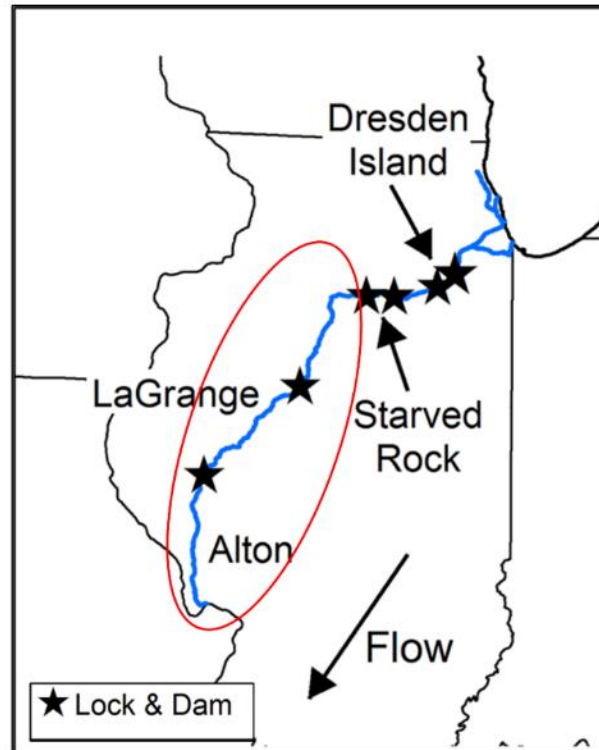 Dresden
Island
LaGrange
Starved
Rock
Alton
Flow
Lock & Dam